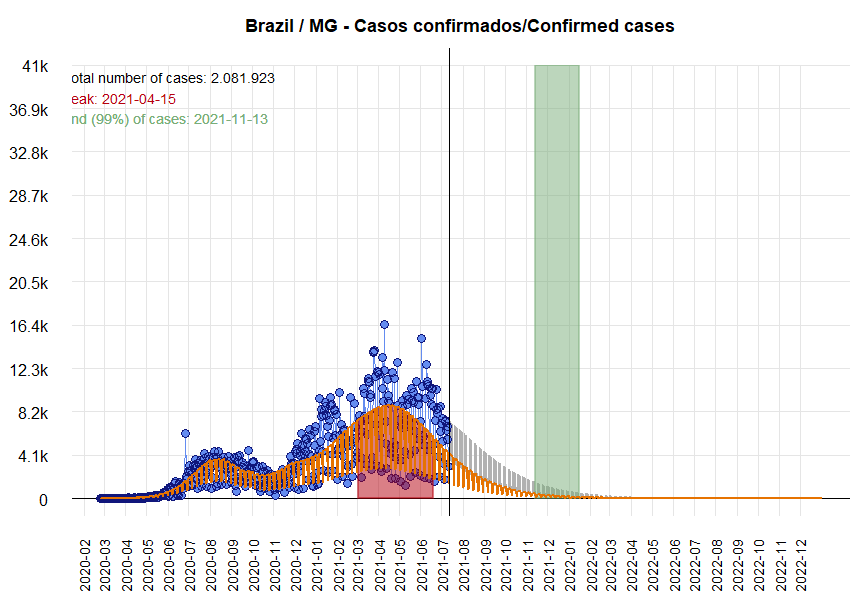 Brazil / MG - Casos confirmados/Confirmed cases
41k
otal number of cases: 2.081.923
eak: 2021-04-15
nd (99%) of cases: 2021-11-13
36.9k
32.8k
28.7k
24.6k
20.5k
16.4k
12.3k
8.2k
4.1k
0
2020-02
2020-03
2020-04
2020-05
2020-06
2020-07
2020-08
2020-09
2020-10
2020-11
2020-12
2021-01
2021-02
2021-03
2021-04
2021-05
2021-06
2021-07
2021-08
2021-09
2021-10
2021-11
2021-12
2022-01
2022-02
2022-03
2022-04
2022-05
2022-06
2022-07
2022-08
2022-09
2022-10
2022-11
2022-12